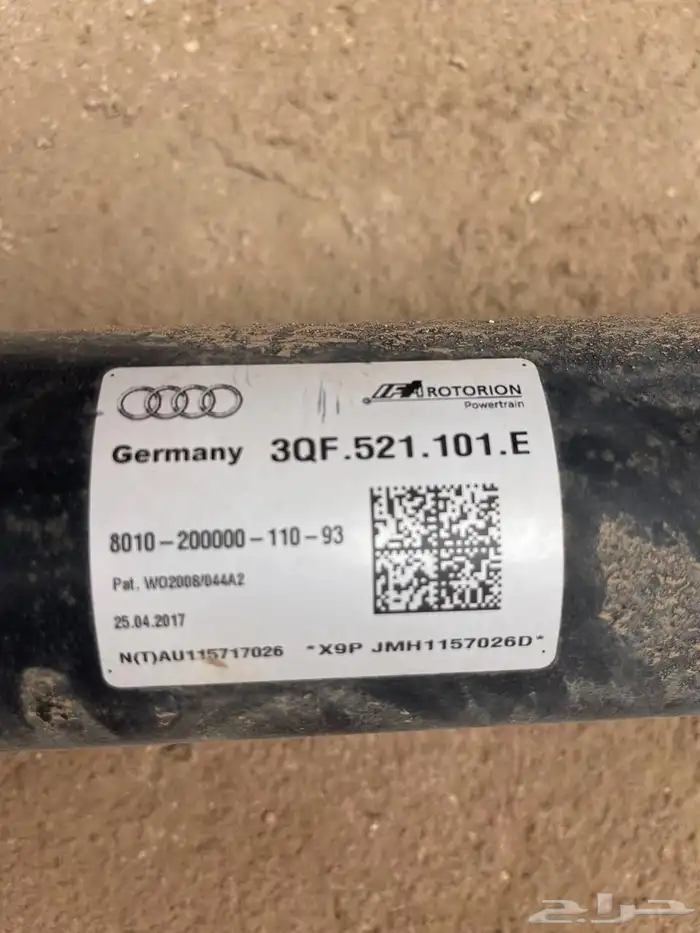 IFA ROTORION
Powertrain
Germany 3QF.521.101.E
8010-200000-110-93
Pat. WO2008/044A2
25.04.2017
N(T)AU115717026 *X9P JMH1157026D*
حراج